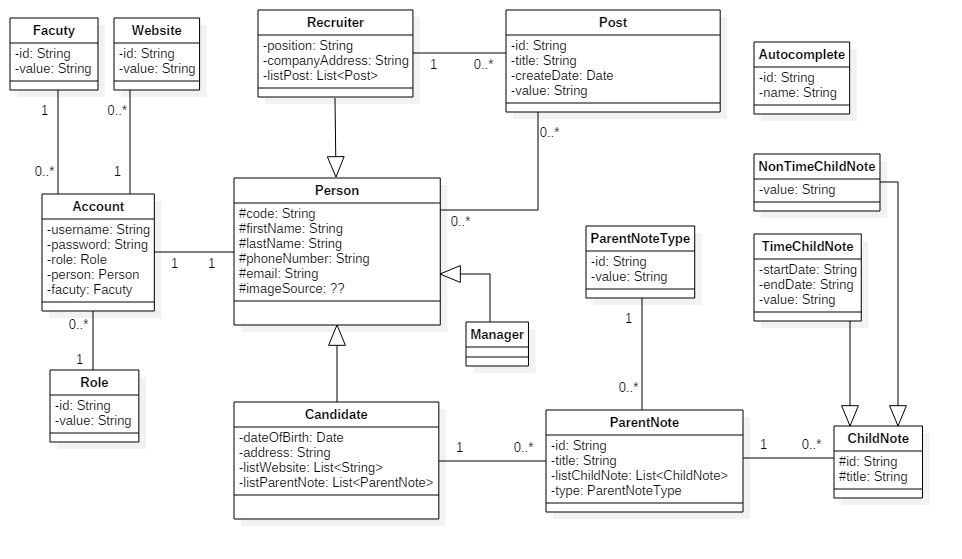 Facuty
-id: String
-value: String
Website
-id: String
-value: String
Recruiter
-position: String
-companyAddress: String
-listPost: List<Post>
1
0..*
Post
-id: String
-title: String
-createDate: Date
-value: String
Autocomplete
-id: String
-name: String
1
0..*
0..*
1
0..*
0..*
Account
-username: String
-password: String
-role: Role
-person: Person
-facuty: Facuty
1
1
Person
#code: String
#firstName: String
#lastName: String
#phoneNumber: String
#email: String
#imageSource: ??
NonTimeChildNote
-value: String
ParentNoteType
-id: String
-value: String
TimeChildNote
-startDate: String
-endDate: String
-value: String
Manager
0..*
1
Role
-id: String
-value: String
1
0..*
Candidate
-dateOfBirth: Date
-address: String
-listWebsite: List<String>
-listParentNote: List<ParentNote>
1
0..*
ParentNote
-id: String
-title: String
-listChildNote: List<ChildNote>
-type: ParentNoteType
1
0..*
ChildNote
#id: String
#title: String